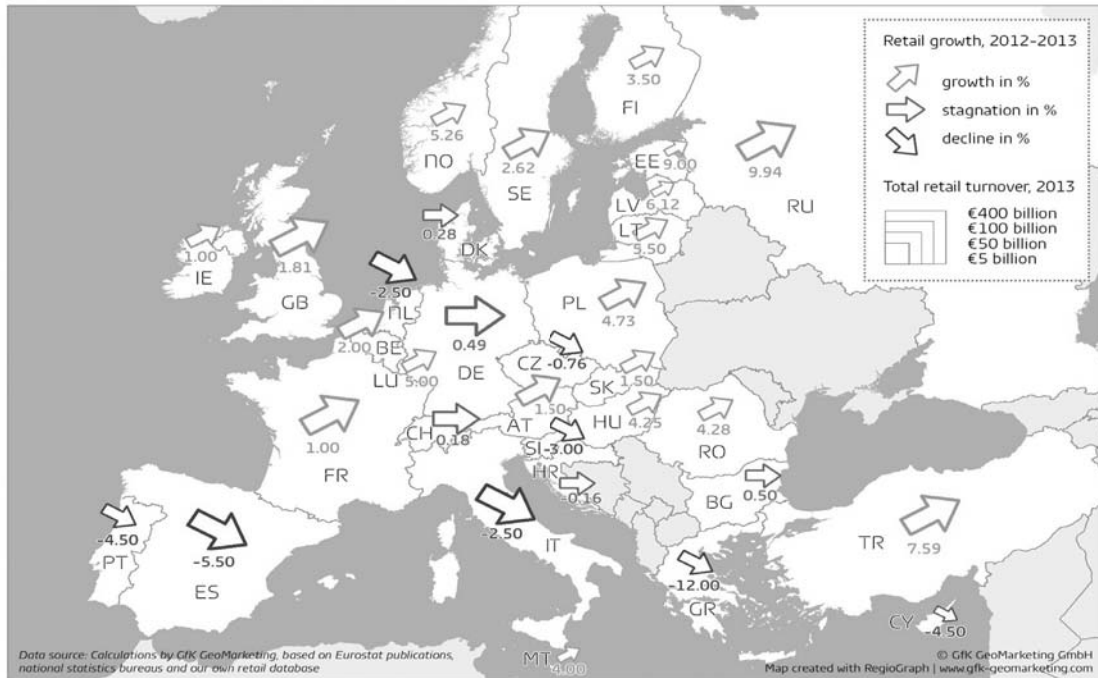 Retail growth, 2012–2013
growth in %
stagnation in %
decline in %
Total retail turnover, 2013
€400 billion
€100 billion
€50 billion
€5 billion
3.50
FI
5.26
NO
2.62
SE
EE
9.00
9.94
RU
LV
6.12
LT
5.50
0.28
DK
1.00
IE
1.81
GB
-2.50
NL
PL
4.73
2.00
BE
0.49
DE
LU
5.00
CZ
-0.76
SK
1.50
1.50
AT
HU
4.25
4.28
RO
1.00
FR
CH
0.18
SI
-3.00
HR
-0.16
BG
0.50
-4.50
PT
-5.50
ES
-2.50
IT
-12.00
GR
TR
7.59
CY
-4.50
MT
4.00
Data source: Calculations by GfK GeoMarketing, based on Eurostat publications,
national statistics bureaus and our own retail database
© GfK GeoMarketing GmbH
Map created with RegioGraph | www.gfk-geomarketing.com